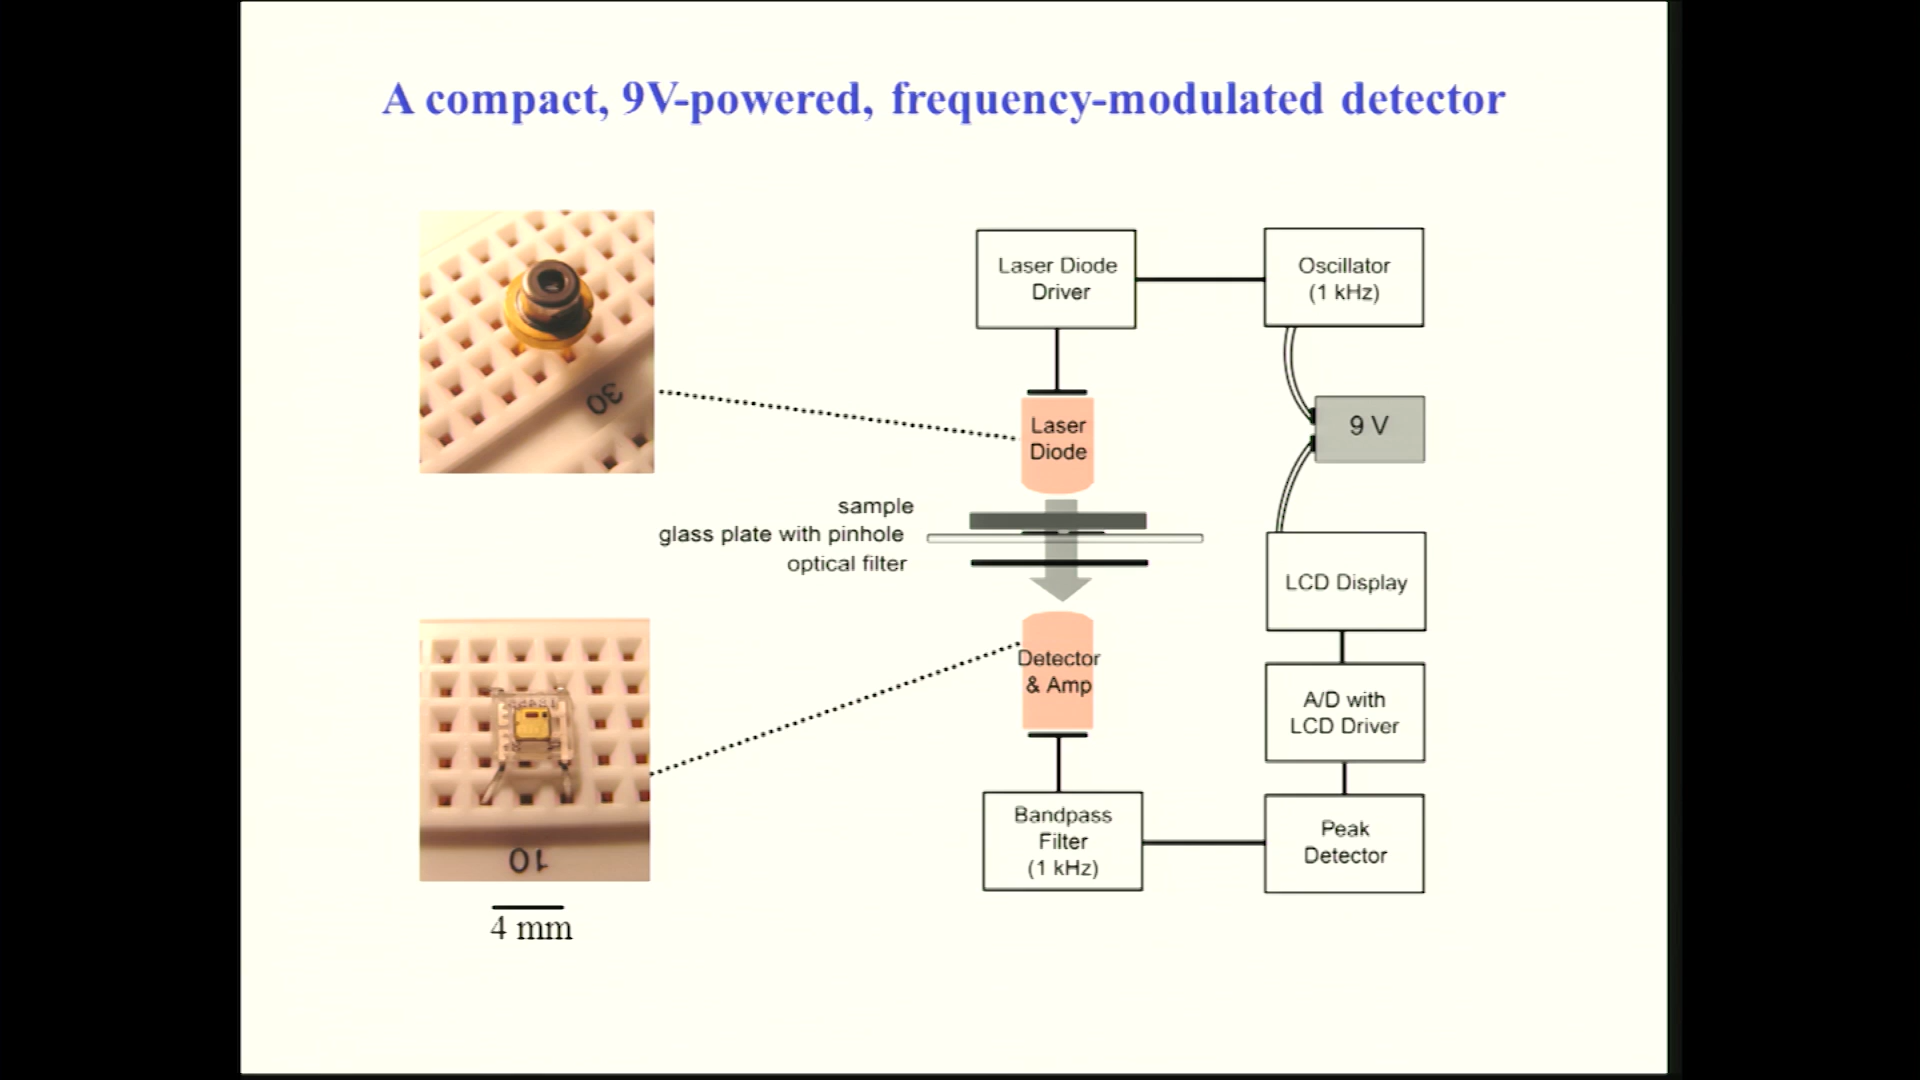 A compact, 9V-powered, frequency-modulated detector
Laser Diode
Driver
Oscillator
(1 kHz)
30
Laser
Diode
9 V
sample
glass plate with pinhole
optical filter
LCD Display
Detector
& Amp
A/D with
LCD Driver
Bandpass
Filter
(1 kHz)
Peak
Detector
10
4 mm